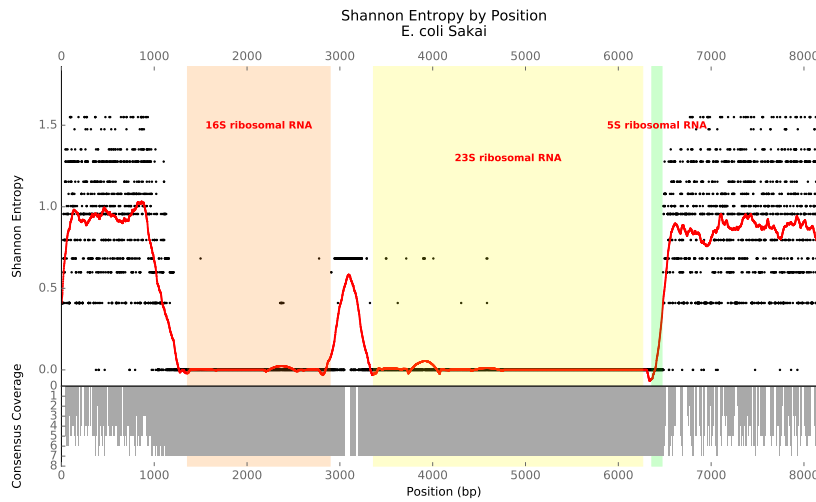 Shannon Entropy by Position
E. coli Sakai
0 1000 2000 3000 4000 5000 6000 7000 8000
16S ribosomal RNA
23S ribosomal RNA
5S ribosomal RNA
Shannon Entropy
1.5
1.0
0.5
0.0
Consensus Coverage
0
1
2
3
4
5
6
7
8
0 1000 2000 3000 4000 5000 6000 7000 8000
Position (bp)